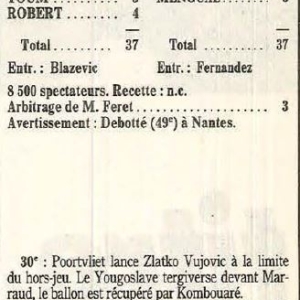 ROBERT .......... 4
Total .......... 37 Total .......... 37
Entr. : Blazevic Entr. : Fernandez
8 500 spectateurs. Recette : n.c.
Arbitrage de M. Feret .......... 3
Avertissement : Debotté (49e) à Nantes.
30e : Poortvliet lance Zlatko Vujovic à la limite
du hors-jeu. Le Yougoslave tergiverse devant Mar-
raud, le ballon est récupéré par Kombouaré.